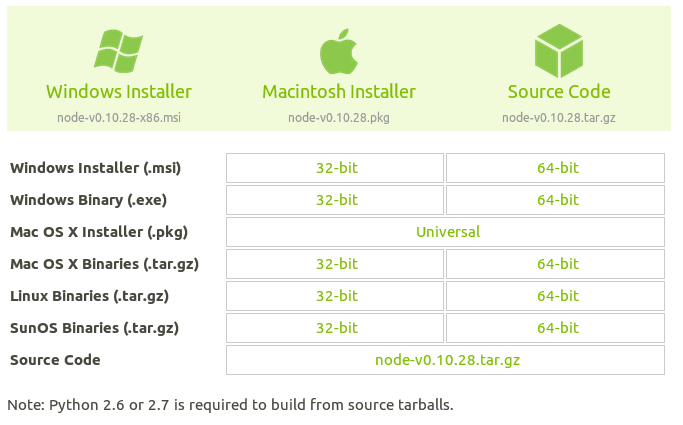 Windows Installer Macintosh Installer Source Code
node-v0.10.28-x86.msi node-v0.10.28.pkg node-v0.10.28.tar.gz
Windows Installer (.msi) 32-bit 64-bit
Windows Binary (.exe) 32-bit 64-bit
Mac OS X Installer (.pkg) Universal
Mac OS X Binaries (.tar.gz) 32-bit 64-bit
Linux Binaries (.tar.gz) 32-bit 64-bit
SunOS Binaries (.tar.gz) 32-bit 64-bit
Source Code node-v0.10.28.tar.gz
Note: Python 2.6 or 2.7 is required to build from source tarballs.